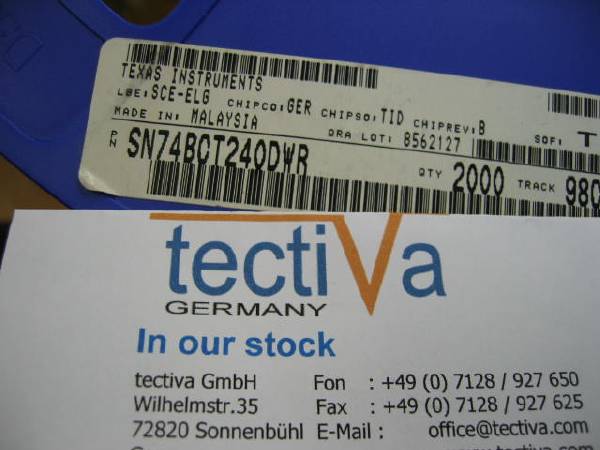 TEXAS INSTRUMENTS
LBE: SCE-ELG CHIPCO: GER CHIPSO: TID CHIPREV: B
MADE IN: MALAYSIA DRA LOT: 8562127 SOF: T
PN SN74BCT240DWR QTY 2000 TRACK 980
tectiVa
GERMANY
In our stock
tectiva GmbH Fon : +49 (0) 7128 / 927 650
Wilhelmstr.35 Fax : +49 (0) 7128 / 927 625
72820 Sonnenbühl E-Mail : office@tectiva.com